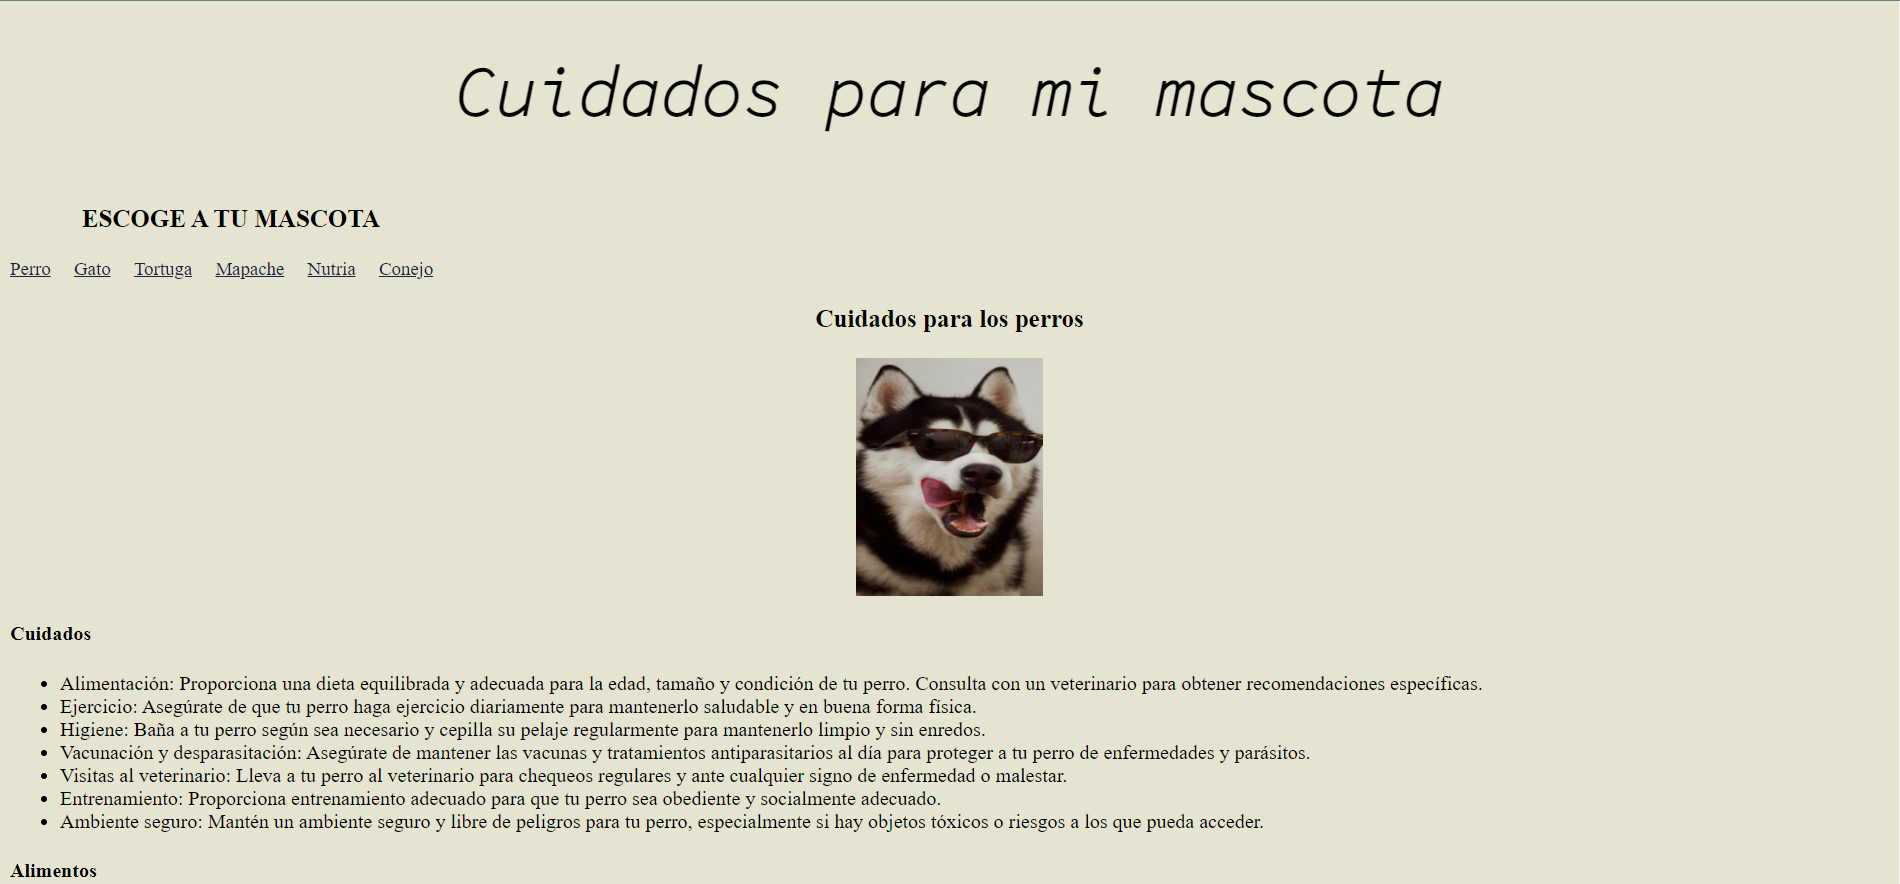 Cuidados para mi mascota
ESCOGE A TU MASCOTA
Perro Gato Tortuga Mapache Nutria Conejo
Cuidados para los perros
Cuidados
• Alimentación: Proporciona una dieta equilibrada y adecuada para la edad, tamaño y condición de tu perro. Consulta con un veterinario para obtener recomendaciones específicas.
• Ejercicio: Asegúrate de que tu perro haga ejercicio diariamente para mantenerlo saludable y en buena forma física.
• Higiene: Baña a tu perro según sea necesario y cepilla su pelaje regularmente para mantenerlo limpio y sin enredos.
• Vacunación y desparasitación: Asegúrate de mantener las vacunas y tratamientos antiparasitarios al día para proteger a tu perro de enfermedades y parásitos.
• Visitas al veterinario: Lleva a tu perro al veterinario para chequeos regulares y ante cualquier signo de enfermedad o malestar.
• Entrenamiento: Proporciona entrenamiento adecuado para que tu perro sea obediente y socialmente adecuado.
• Ambiente seguro: Mantén un ambiente seguro y libre de peligros para tu perro, especialmente si hay objetos tóxicos o riesgos a los que pueda acceder.
Alimentos